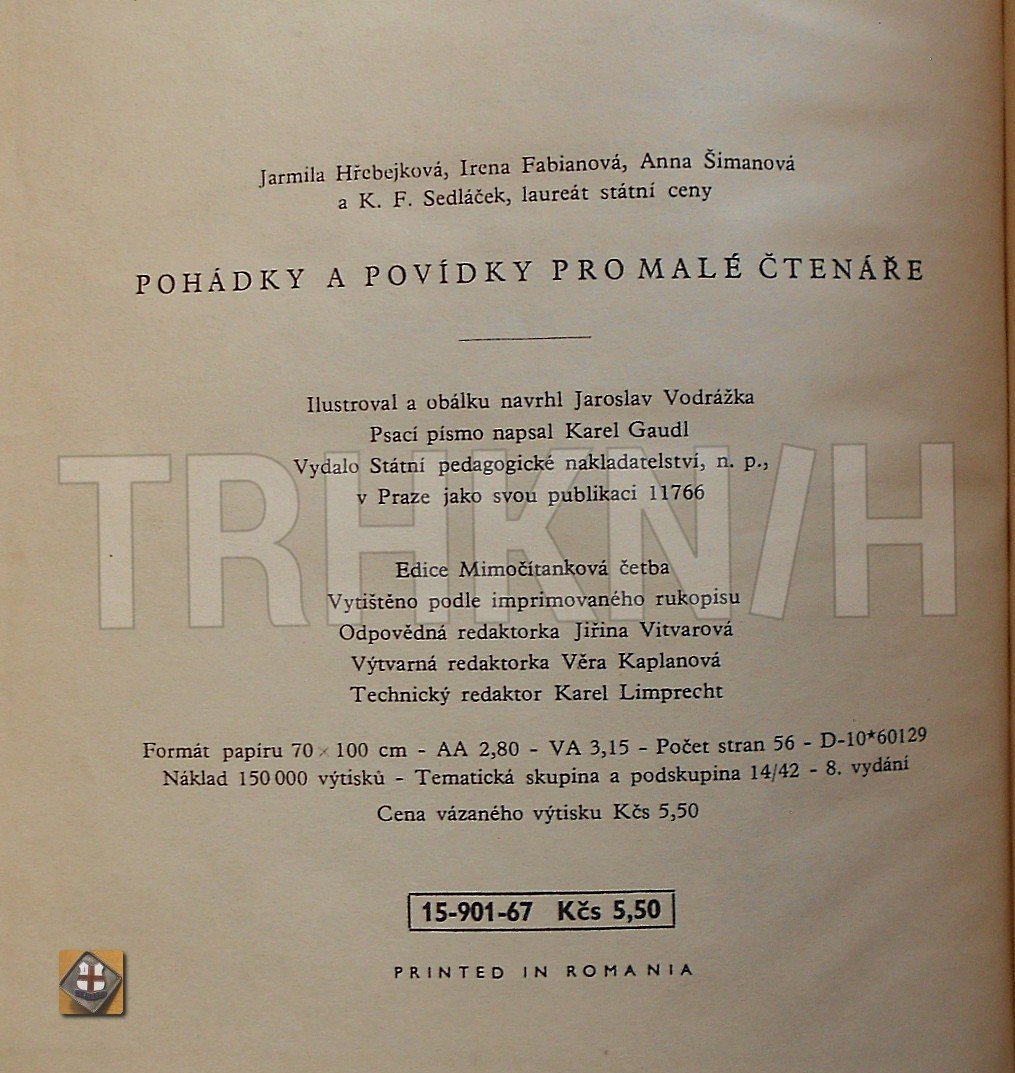 Jarmila Hřebejková, Irena Fabianová, Anna Šimanová
a K. F. Sedláček, laureát státní ceny
POHÁDKY A POVÍDKY PRO MALÉ ČTENÁŘE
Ilustroval a obálku navrhl Jaroslav Vodrážka
Psací písmo napsal Karel Gaudl
Vydalo Státní pedagogické nakladatelství, n. p.,
v Praze jako svou publikaci 11766
TRHKN/H
Edice Mimočítanková četba
Vytištěno podle imprimovaného rukopisu
Odpovědná redaktorka Jiřina Vitvarová
Výtvarná redaktorka Věra Kaplanová
Technický redaktor Karel Limprecht
Formát papíru 70 × 100 cm - AA 2,80 - VA 3,15 - Počet stran 56 - D-10*60129
Náklad 150 000 výtisků - Tematická skupina a podskupina 14/42 - 8. vydání
Cena vázaného výtisku Kčs 5,50
15-901-67 Kčs 5,50
PRINTED IN ROMANIA